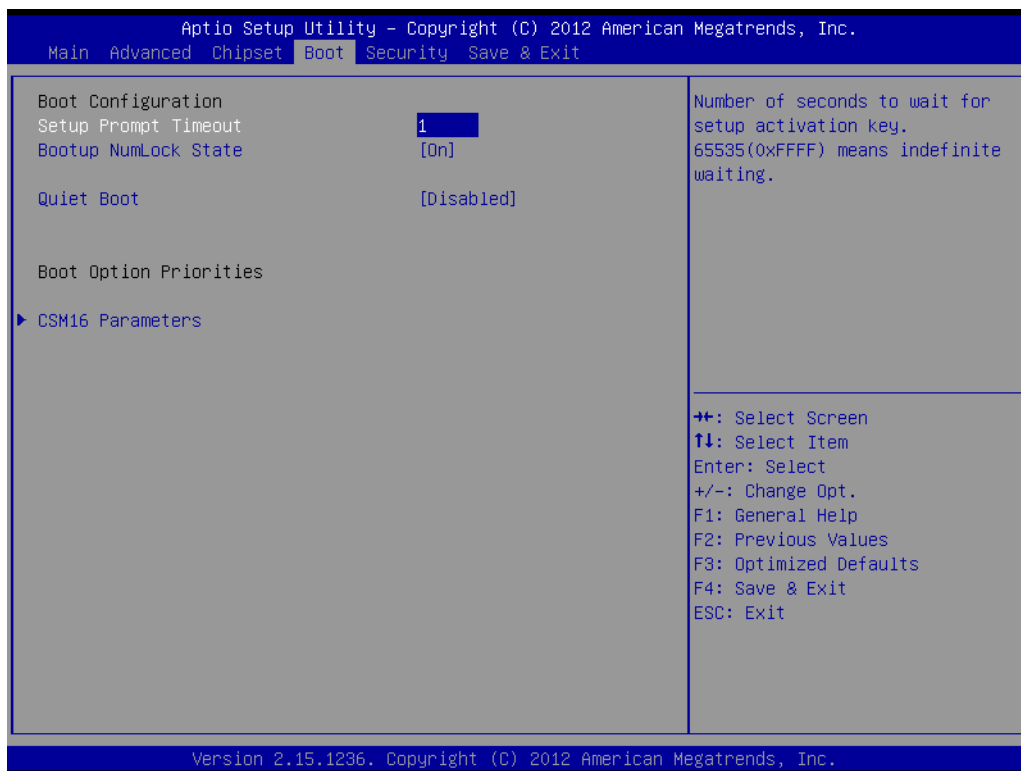 Aptio Setup Utility – Copyright (C) 2012 American Megatrends, Inc.
Main Advanced Chipset Boot Security Save & Exit
Boot Configuration
Setup Prompt Timeout 1
Bootup NumLock State [On]
Quiet Boot [Disabled]
Boot Option Priorities
▶ CSM16 Parameters
Number of seconds to wait for
setup activation key.
65535(0xFFFF) means indefinite
waiting.
→←: Select Screen
↑↓: Select Item
Enter: Select
+/-: Change Opt.
F1: General Help
F2: Previous Values
F3: Optimized Defaults
F4: Save & Exit
ESC: Exit
Version 2.15.1236. Copyright (C) 2012 American Megatrends, Inc.